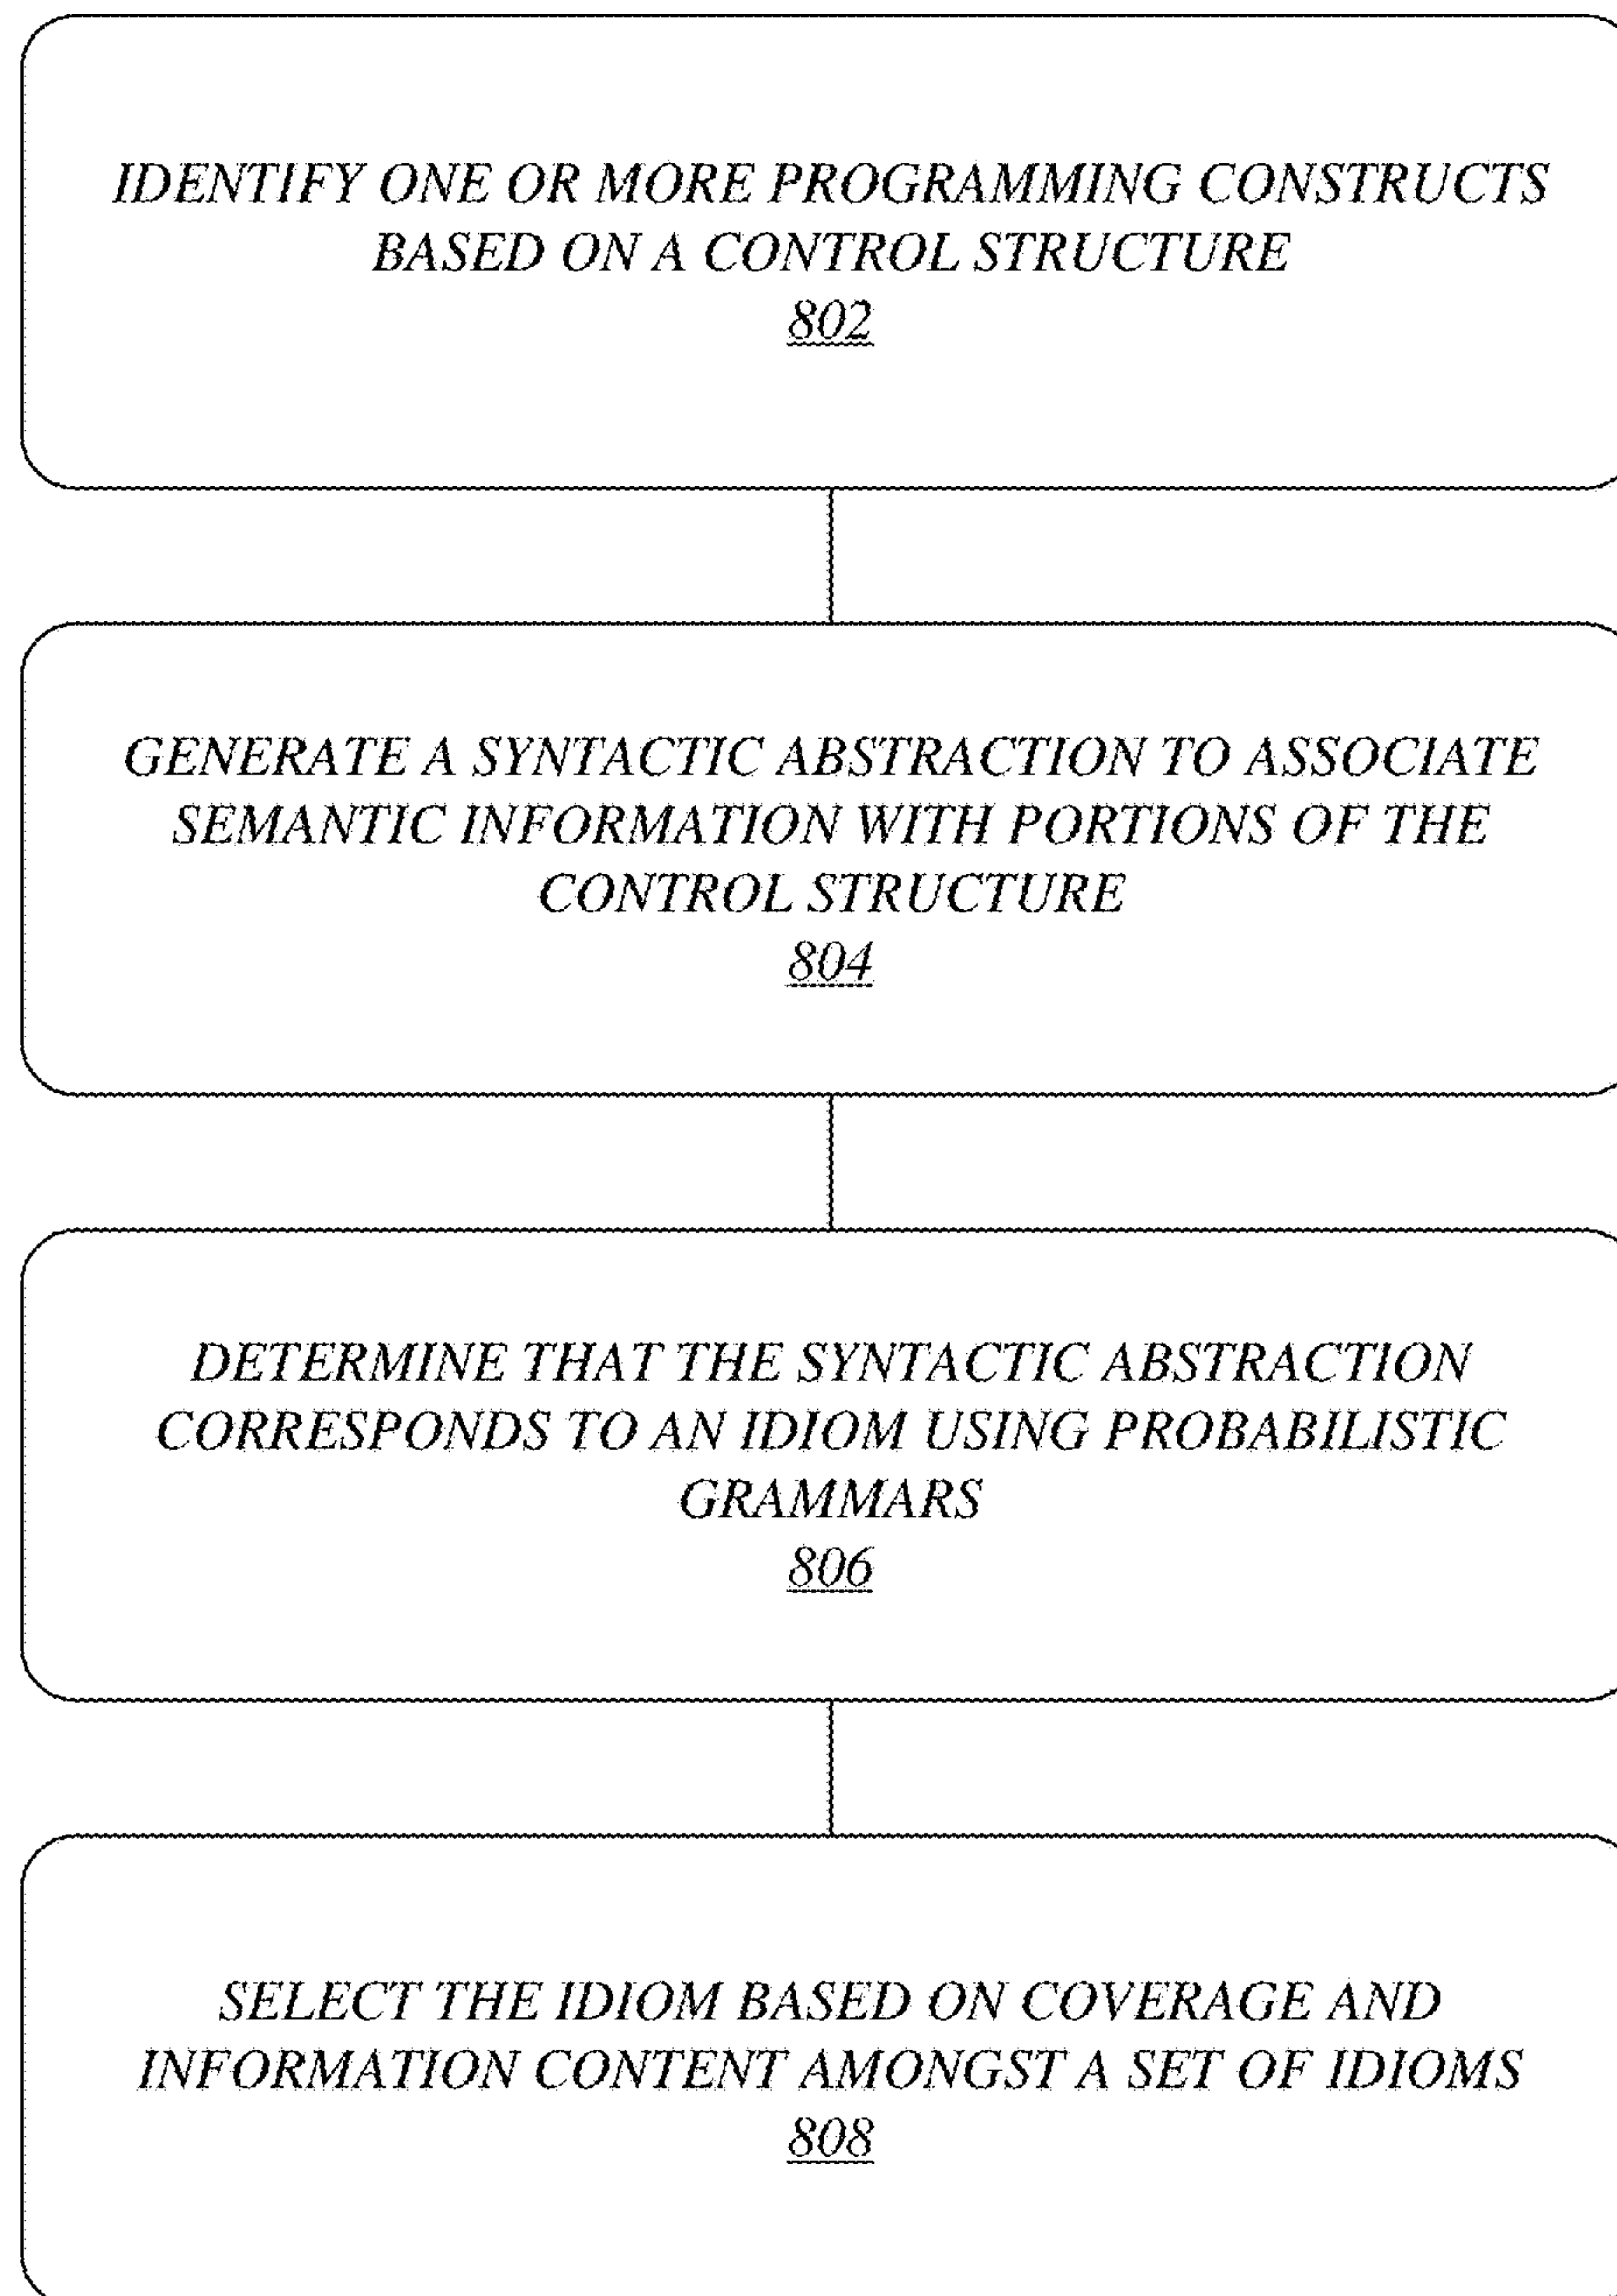 IDENTIFY ONE OR MORE PROGRAMMING CONSTRUCTS
BASED ON A CONTROL STRUCTURE
802
GENERATE A SYNTACTIC ABSTRACTION TO ASSOCIATE
SEMANTIC INFORMATION WITH PORTIONS OF THE
CONTROL STRUCTURE
804
DETERMINE THAT THE SYNTACTIC ABSTRACTION
CORRESPONDS TO AN IDIOM USING PROBABILISTIC
GRAMMARS
806
SELECT THE IDIOM BASED ON COVERAGE AND
INFORMATION CONTENT AMONGST A SET OF IDIOMS
808